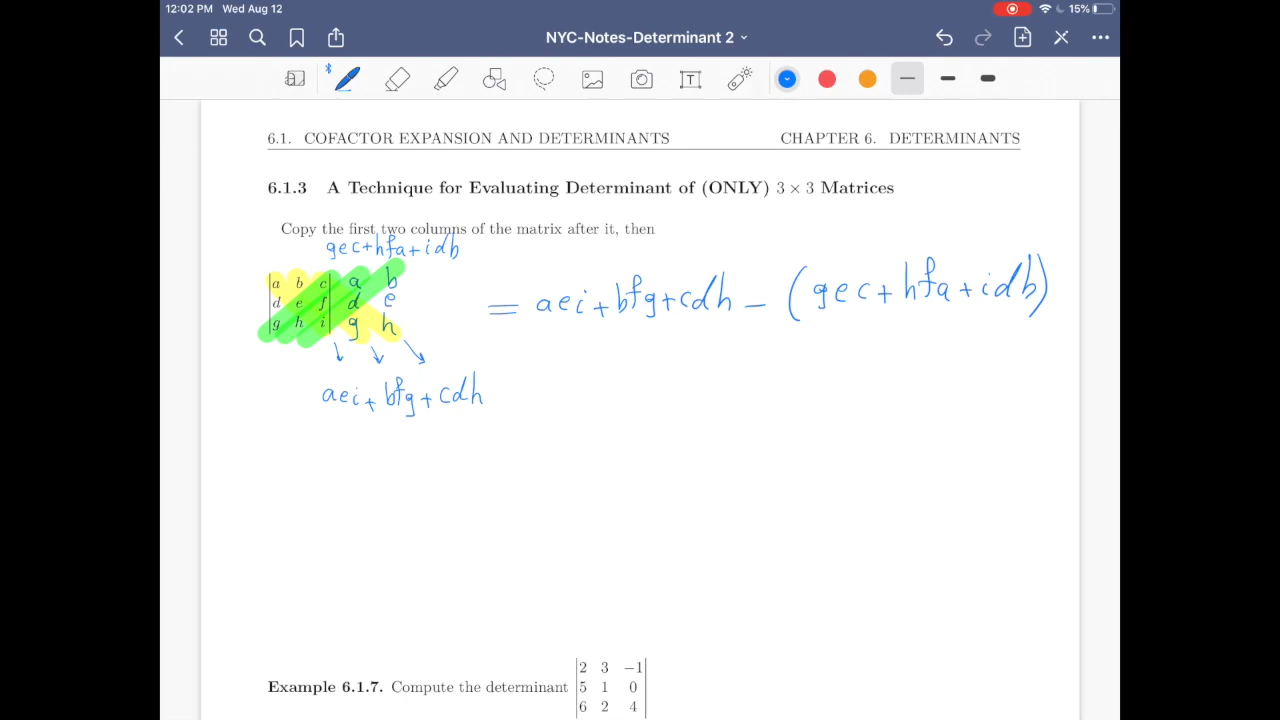 12:02 PM Wed Aug 12 15%
NYC-Notes-Determinant 2
T
6.1. COFACTOR EXPANSION AND DETERMINANTS CHAPTER 6. DETERMINANTS
6.1.3 A Technique for Evaluating Determinant of (ONLY) 3 × 3 Matrices
Copy the first two columns of the matrix after it, then
gec+hfa+idb
a b c a b
d e f d e
g h i g h
= aei+bfg+cdh - (gec+hfa+idb)
aei+bfg+cdh
Example 6.1.7. Compute the determinant
2 3 −1
5 1 0
6 2 4